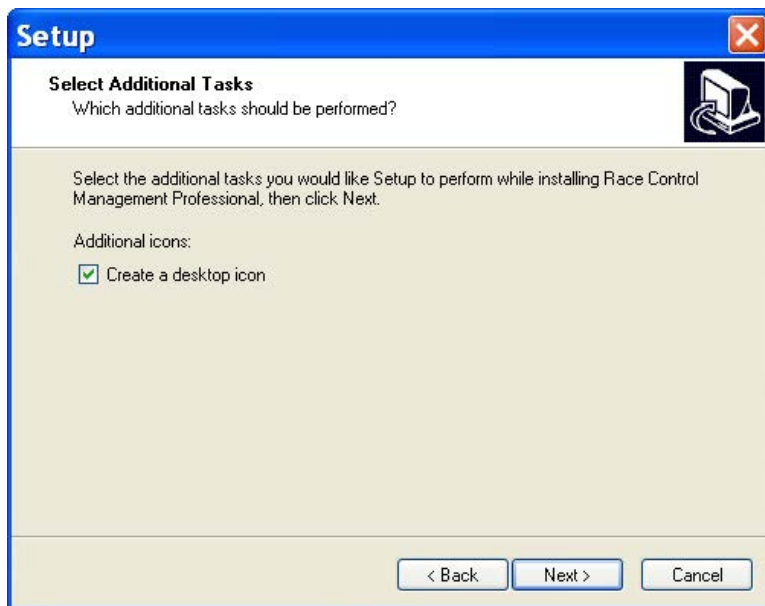 Setup
Select Additional Tasks
Which additional tasks should be performed?
Select the additional tasks you would like Setup to perform while installing Race Control
Management Professional, then click Next.
Additional icons:
Create a desktop icon
< Back
Next >
Cancel